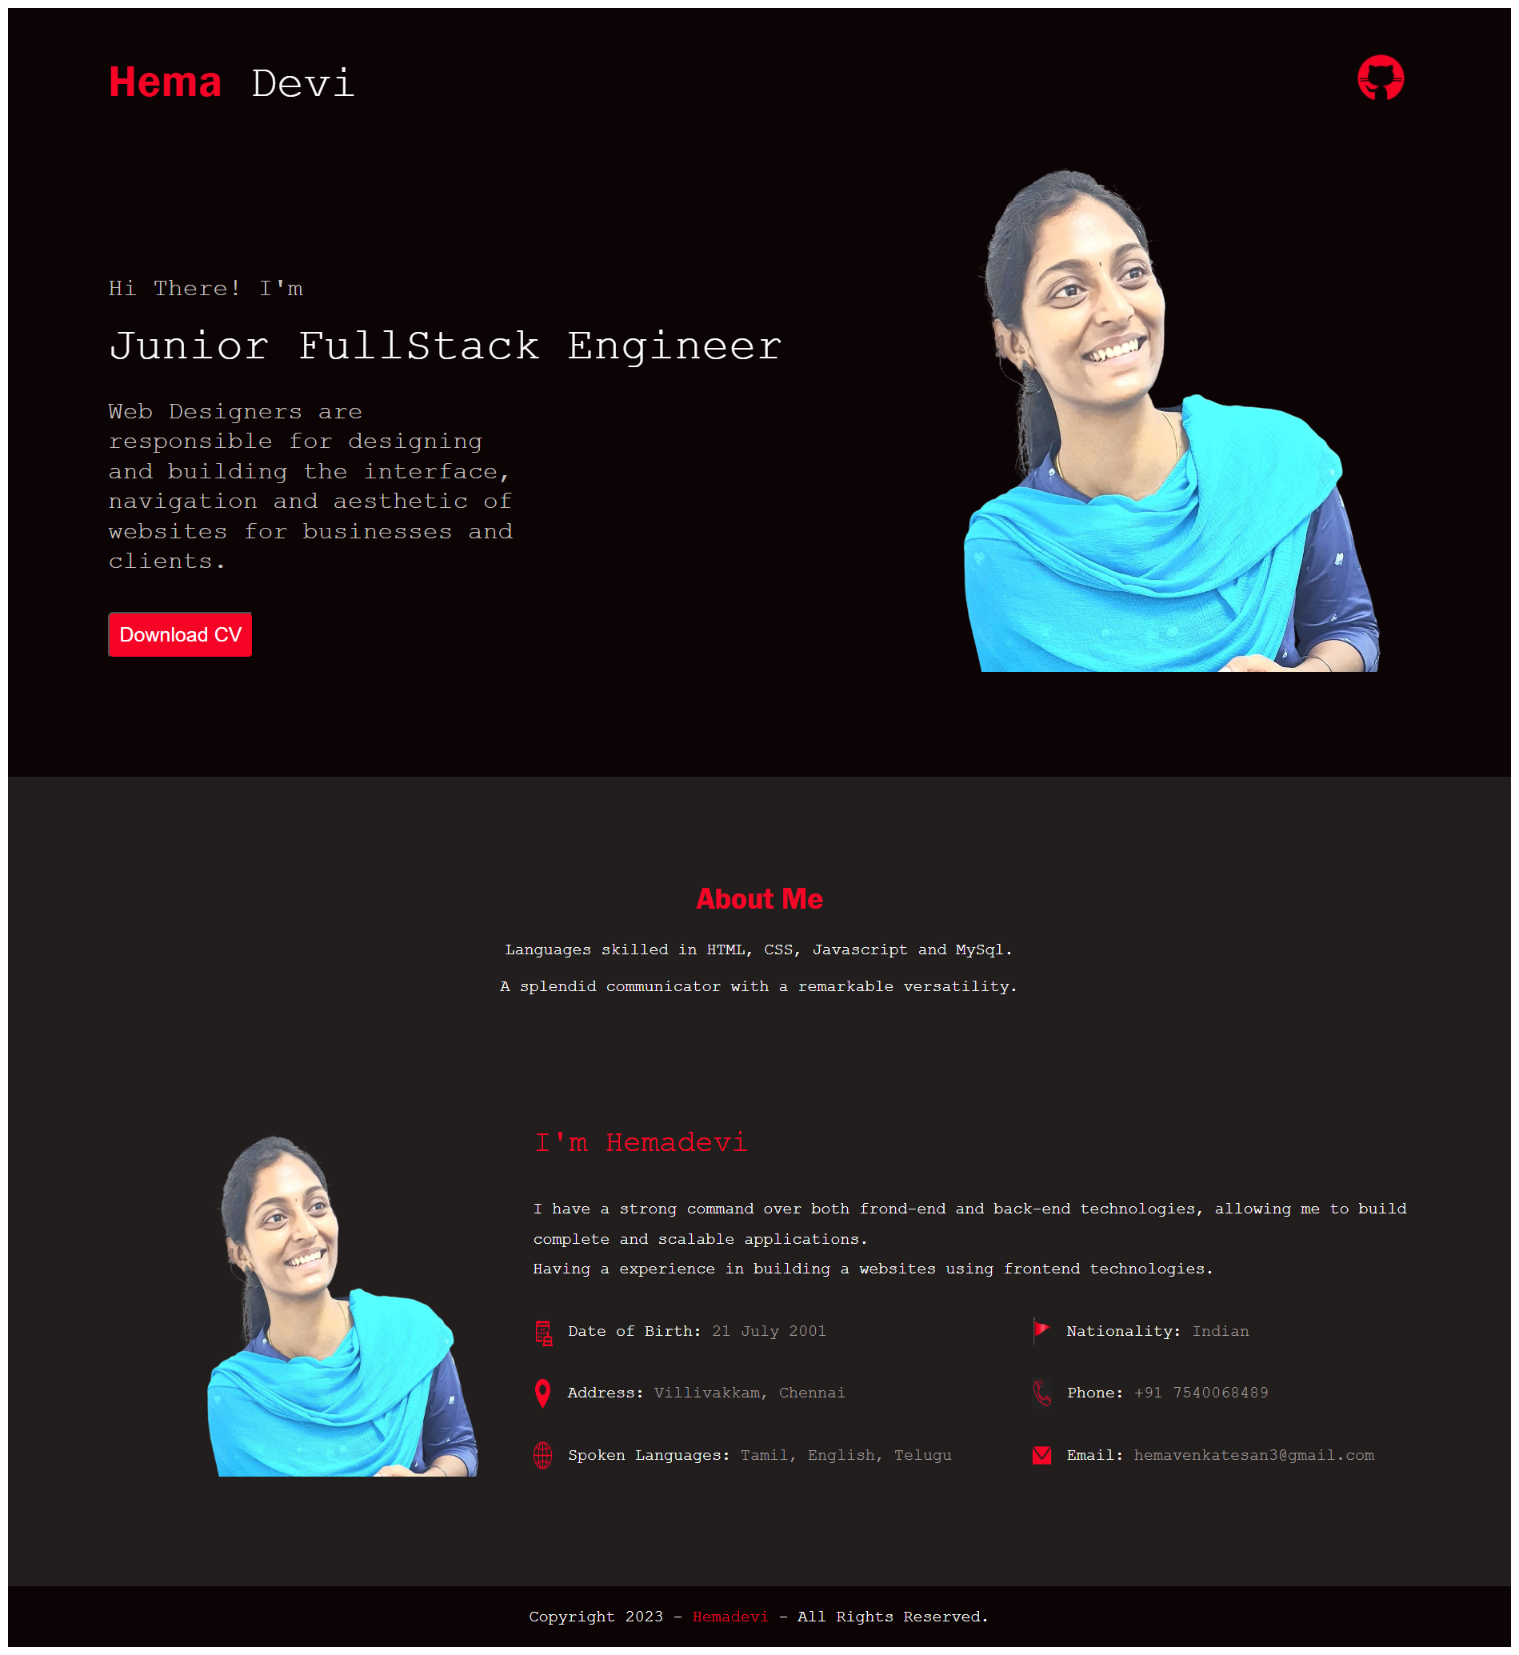 Hema Devi
Hi There! I'm
Junior FullStack Engineer
Web Designers are
responsible for designing
and building the interface,
navigation and aesthetic of
websites for businesses and
clients.
Download CV
About Me
Languages skilled in HTML, CSS, Javascript and MySql.
A splendid communicator with a remarkable versatility.
I'm Hemadevi
I have a strong command over both frond-end and back-end technologies, allowing me to build
complete and scalable applications.
Having a experience in building a websites using frontend technologies.
Date of Birth: 21 July 2001
Nationality: Indian
Address: Villivakkam, Chennai
Phone: +91 7540068489
Spoken Languages: Tamil, English, Telugu
Email: hemavenkatesan3@gmail.com
Copyright 2023 - Hemadevi - All Rights Reserved.